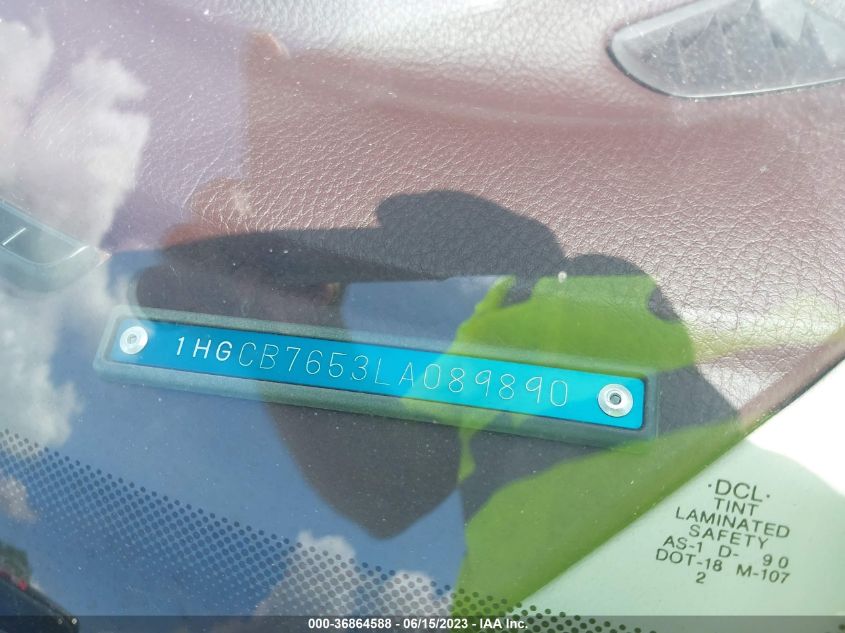 1HGCB7653LA089890
·DCL·
TINT
LAMINATED
SAFETY
AS-1 D- 90
DOT-18 M-107
2
000-36864588 - 06/15/2023 - IAA Inc.